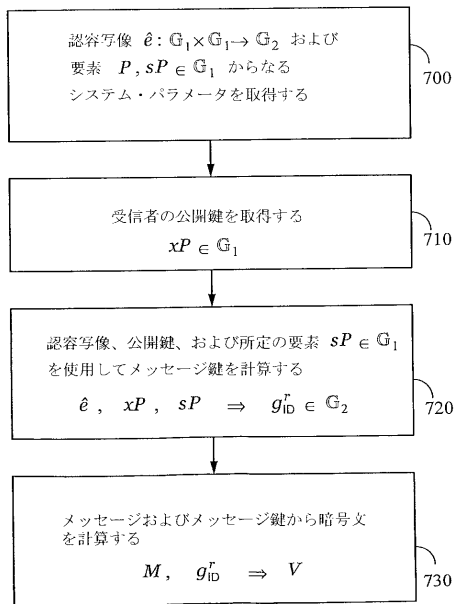 認容写像 ê : 𝔾₁×𝔾₁→ 𝔾₂ および
要素 P , sP ∈ 𝔾₁ からなる
システム・パラメータを取得する
700
受信者の公開鍵を取得する
xP ∈ 𝔾₁
710
認容写像、公開鍵、および所定の要素 sP ∈ 𝔾₁
を使用してメッセージ鍵を計算する
ê , xP , sP ⇒ gʳ_ID ∈ 𝔾₂
720
メッセージおよびメッセージ鍵から暗号文
を計算する
M , gʳ_ID ⇒ V
730